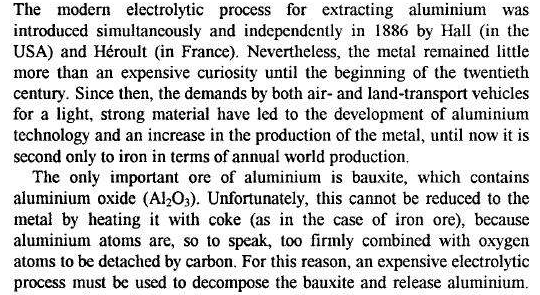 The modern electrolytic process for extracting aluminium was
introduced simultaneously and independently in 1886 by Hall (in the
USA) and Héroult (in France). Nevertheless, the metal remained little
more than an expensive curiosity until the beginning of the twentieth
century. Since then, the demands by both air- and land-transport vehicles
for a light, strong material have led to the development of aluminium
technology and an increase in the production of the metal, until now it is
second only to iron in terms of annual world production.
The only important ore of aluminium is bauxite, which contains
aluminium oxide (Al₂O₃). Unfortunately, this cannot be reduced to the
metal by heating it with coke (as in the case of iron ore), because
aluminium atoms are, so to speak, too firmly combined with oxygen
atoms to be detached by carbon. For this reason, an expensive electrolytic
process must be used to decompose the bauxite and release aluminium.